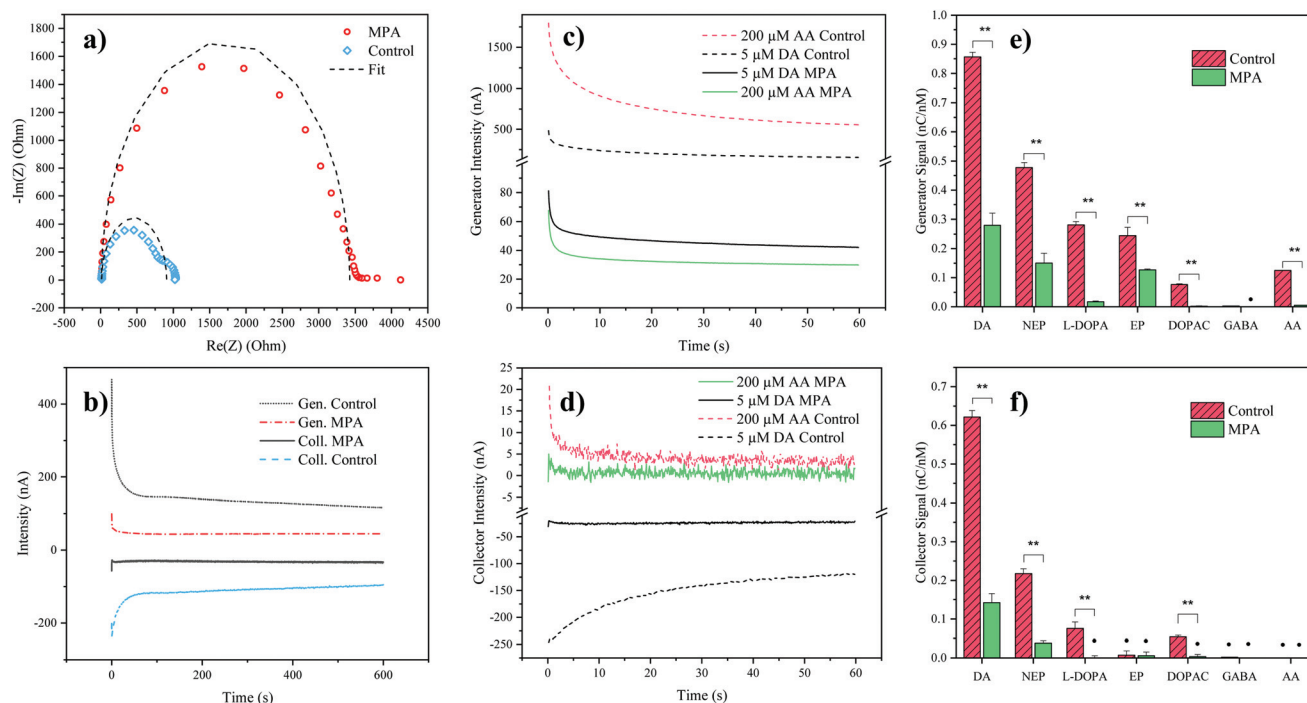 a)
MPA
Control
Fit
1800
1600
1400
1200
1000
800
600
400
200
0
-200
-Im(Z) (Ohm)
-500 0 500 1000 1500 2000 2500 3000 3500 4000 4500
Re(Z) (Ohm)
b)
Gen. Control
Gen. MPA
Coll. MPA
Coll. Control
400
200
0
-200
Intensity (nA)
0 200 400 600
Time (s)
c)
200 µM AA Control
5 µM DA Control
5 µM DA MPA
200 µM AA MPA
1500
1000
500
80
60
40
20
0
Generator Intensity (nA)
0 10 20 30 40 50 60
Time (s)
d)
200 µM AA MPA
5 µM DA MPA
200 µM AA Control
5 µM DA Control
25
20
15
10
5
0
5
-50
-100
-150
-200
-250
Collector Intensity (nA)
0 10 20 30 40 50 60
Time (s)
e)
Control
MPA
1.0
0.9
0.8
0.7
0.6
0.5
0.4
0.3
0.2
0.1
0.0
Generator Signal (nC/nM)
**
**
**
**
**
**
DA NEP L-DOPA EP DOPAC GABA AA
f)
Control
MPA
0.7
0.6
0.5
0.4
0.3
0.2
0.1
0.0
Collector Signal (nC/nM)
**
**
**
**
DA NEP L-DOPA EP DOPAC GABA AA